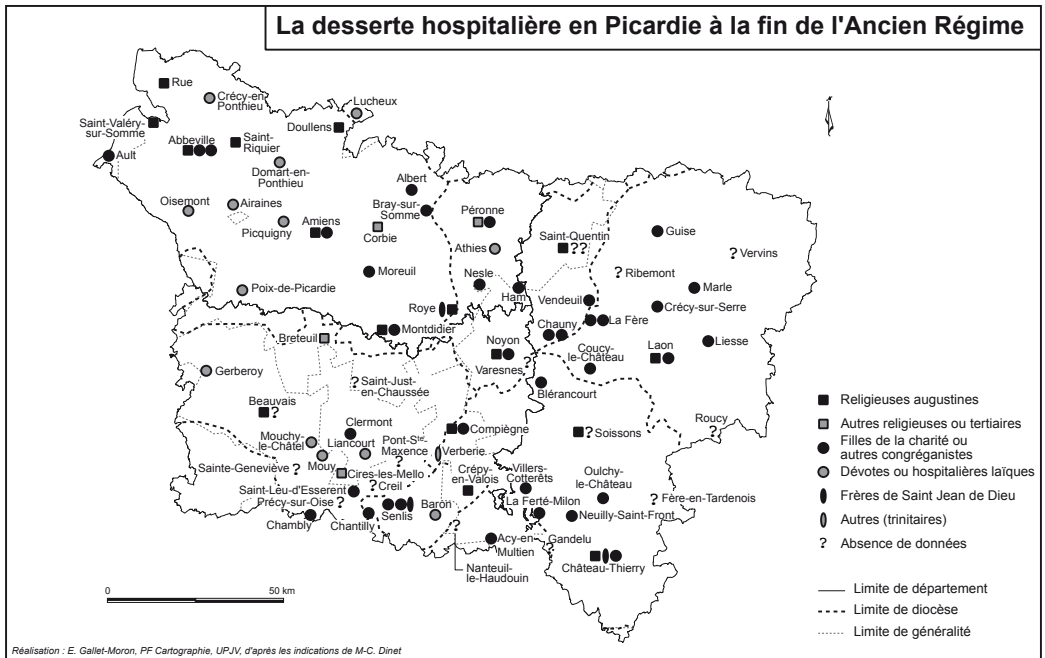 La desserte hospitalière en Picardie à la fin de l'Ancien Régime
Rue
Crécy-en-
Ponthieu
Lucheux
Saint-Valéry-
sur-Somme
Doullens
Abbeville
Saint-
Riquier
Ault
Domart-en-
Ponthieu
Albert
Oisemont
Airaines
Bray-sur-
Somme
Péronne
Picquigny
Amiens
Corbie
Saint-Quentin
??
Guise
Athies
? Vervins
Moreuil
Nesle
? Ribemont
Poix-de-Picardie
Ham
Vendeuil
Marle
Roye
Crécy-sur-Serre
Montdidier
Chauny
La Fère
Breteuil
Noyon
Coucy-
le-Château
Laon
Liesse
Varesnes
?
Gerberoy
? Saint-Just-
en-Chaussée
Blérancourt
Beauvais
?
Clermont
Compiègne
? Soissons
Roucy
?
Mouchy-
le-Châtel
Liancourt
Pont-Ste-
Maxence
?
Verberie
Mouy
Sainte-Geneviève ?
Cires-les-Mello
Crépy-
en-Valois
Villers-
Cotterêts
Oulchy-
le-Château
? Creil
Saint-Leu-d'Esserent
Précy-sur-Oise ?
? Fère-en-Tardenois
La Ferté-Milon
Senlis
Baron
Neuilly-Saint-Front
Chambly
Chantilly
?
Acy-en-
Multien
Gandelu
?
Nanteuil-
le-Haudouin
Château-Thierry
Religieuses augustines
Autres religieuses ou tertiaires
Filles de la charité ou
autres congréganistes
Dévotes ou hospitalières laïques
Frères de Saint Jean de Dieu
Autres (trinitaires)
? Absence de données
Limite de département
Limite de diocèse
Limite de généralité
0 50 km
Réalisation : E. Gallet-Moron, PF Cartographie, UPJV, d'après les indications de M-C. Dinet